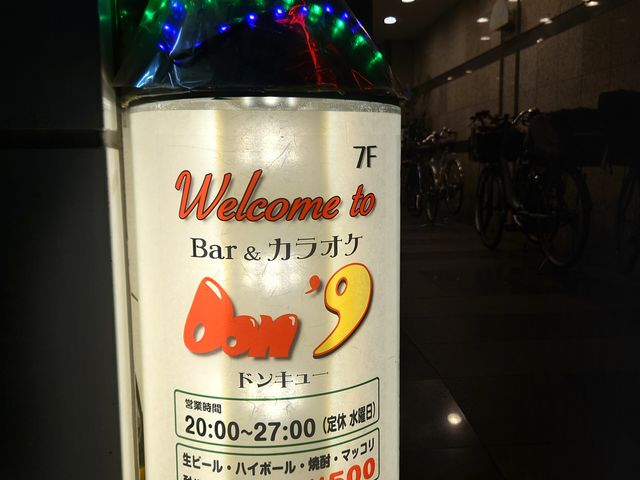 7F
Welcome to
Bar & カラオケ
Don'9
ドンキュー
営業時間
20:00~27:00 (定休 水曜日)
生ビール・ハイボール・焼酎・マッコリ
500